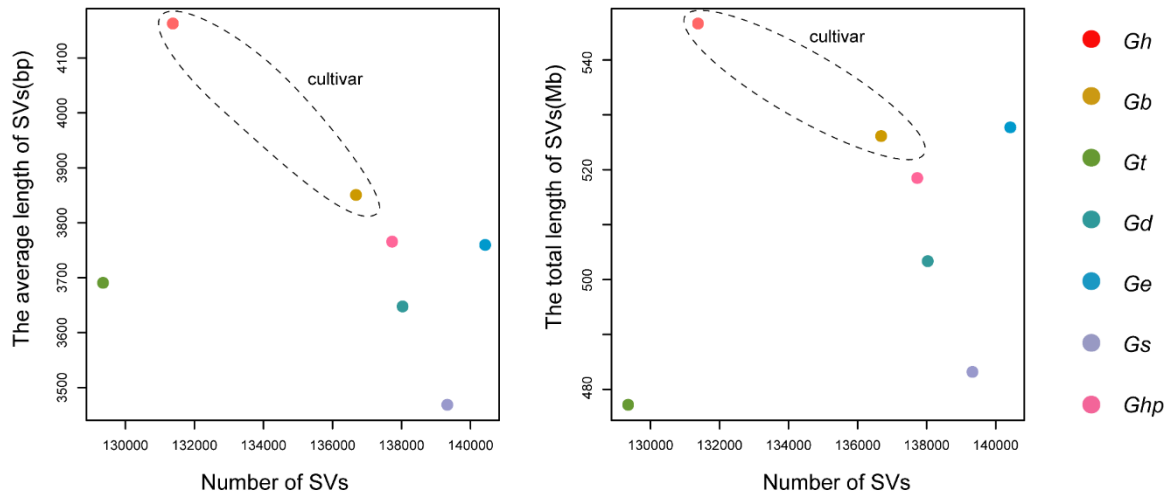 The average length of SVs(bp)
4100
4000
3900
3800
3700
3600
3500
cultivar
130000 132000 134000 136000 138000 140000
Number of SVs
The total length of SVs(Mb)
540
520
500
480
cultivar
130000 132000 134000 136000 138000 140000
Number of SVs
Gh
Gb
Gt
Gd
Ge
Gs
Ghp